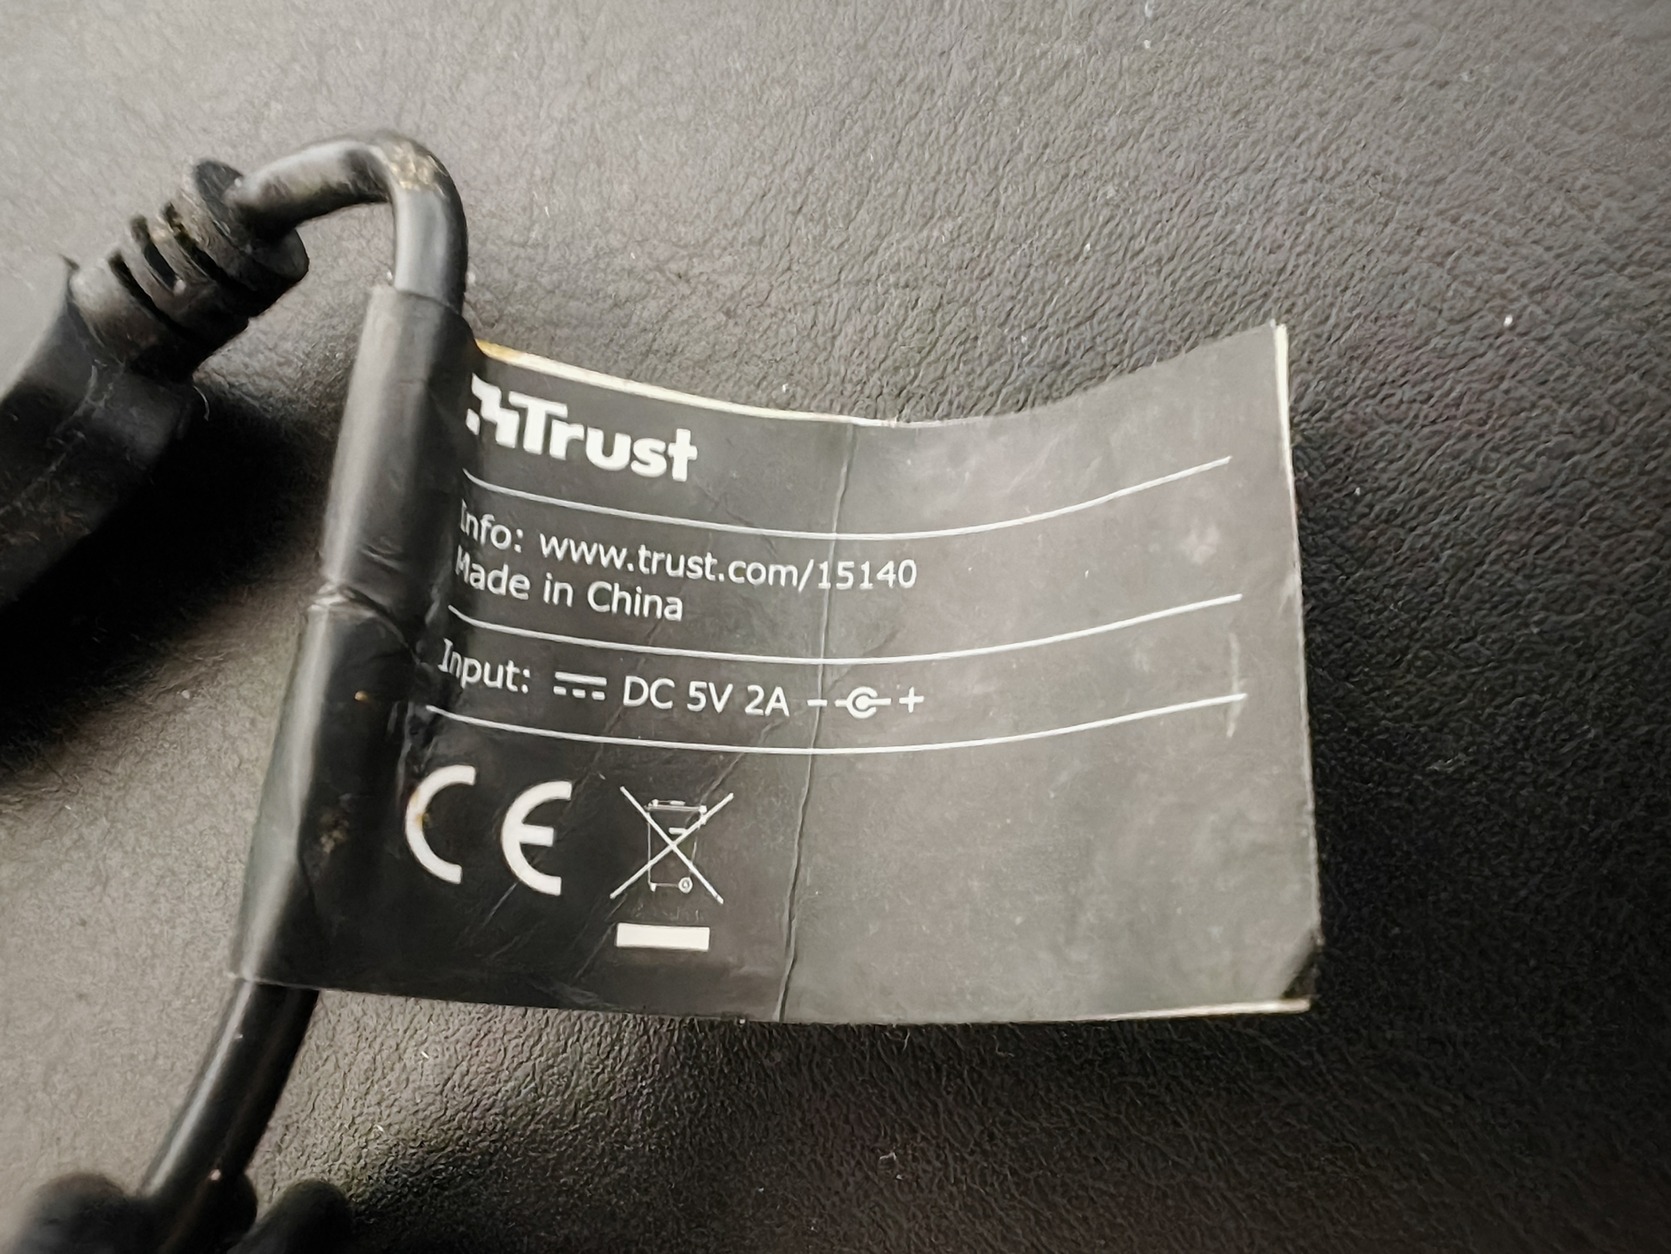 Trust
Info: www.trust.com/15140
Made in China
Input: DC 5V 2A - +
CE